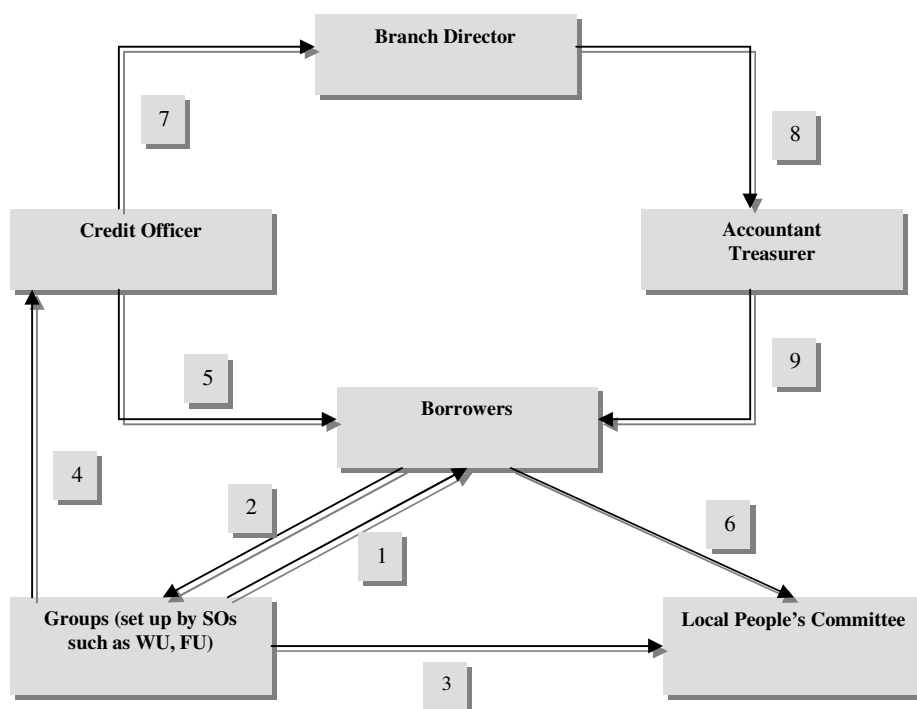 Branch Director
7
8
Credit Officer
Accountant
Treasurer
5
9
Borrowers
4
2
6
1
Groups (set up by SOs
such as WU, FU)
Local People's Committee
3